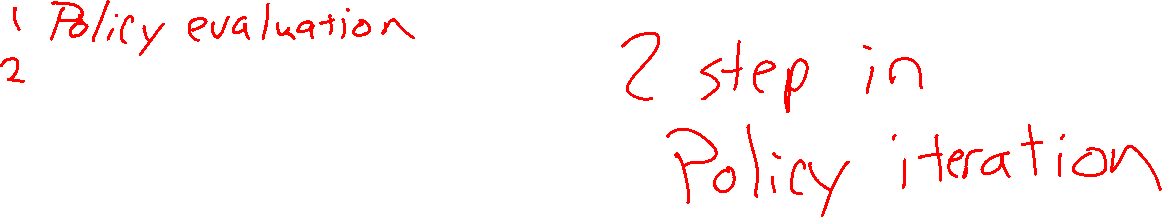 1 Policy evaluation
2
2 step in
Policy iteration